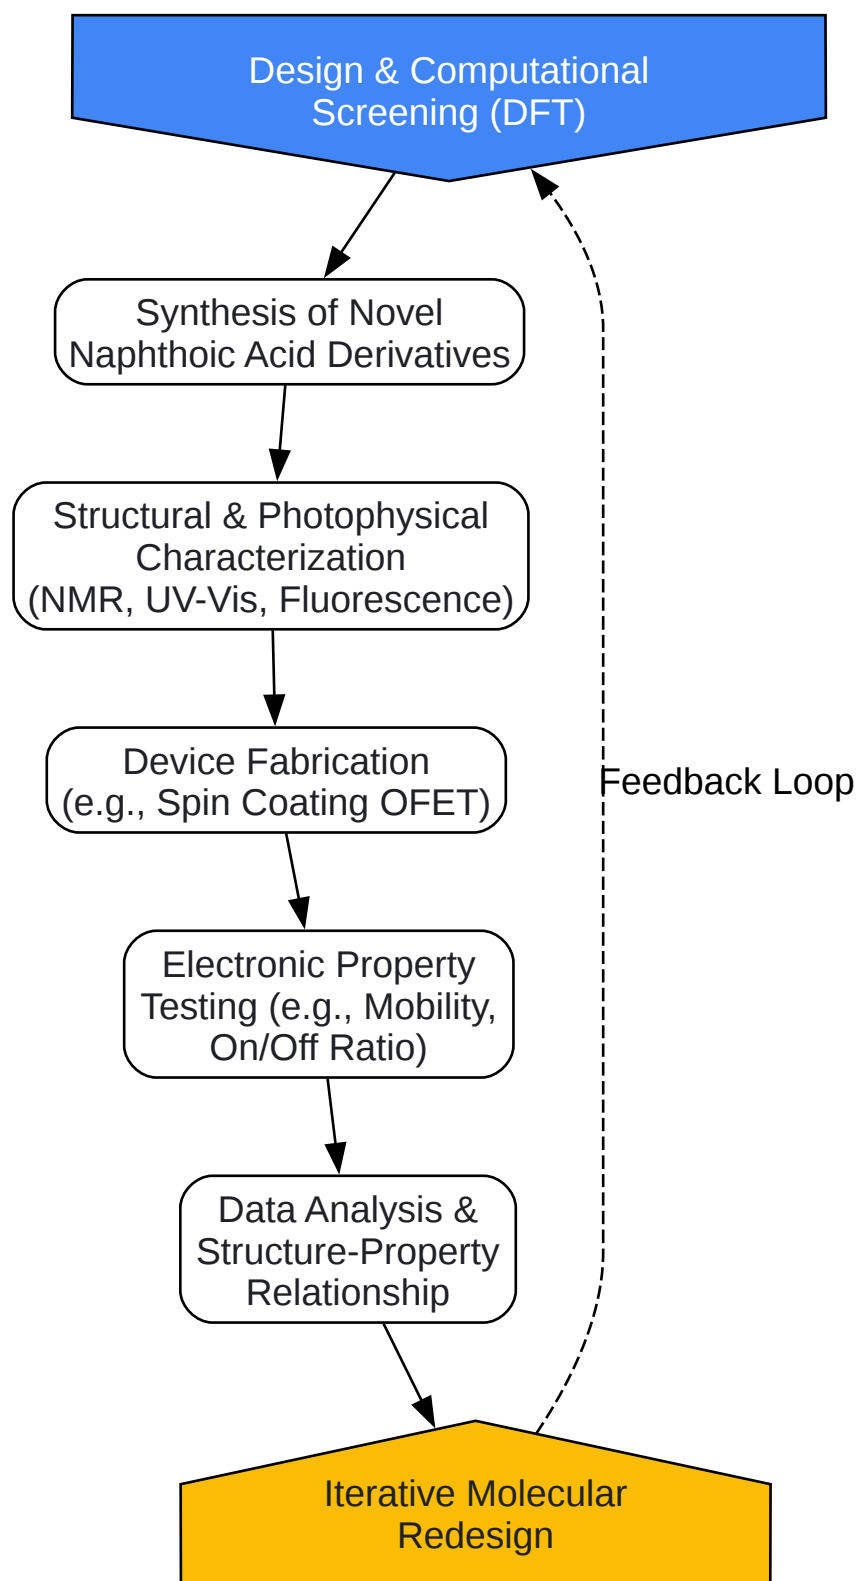 Design & Computational
Screening (DFT)
Synthesis of Novel
Naphthoic Acid Derivatives
Structural & Photophysical
Characterization
(NMR, UV-Vis, Fluorescence)
Device Fabrication
(e.g., Spin Coating OFET)
Feedback Loop
Electronic Property
Testing (e.g., Mobility,
On/Off Ratio)
Data Analysis &
Structure-Property
Relationship
Iterative Molecular
Redesign